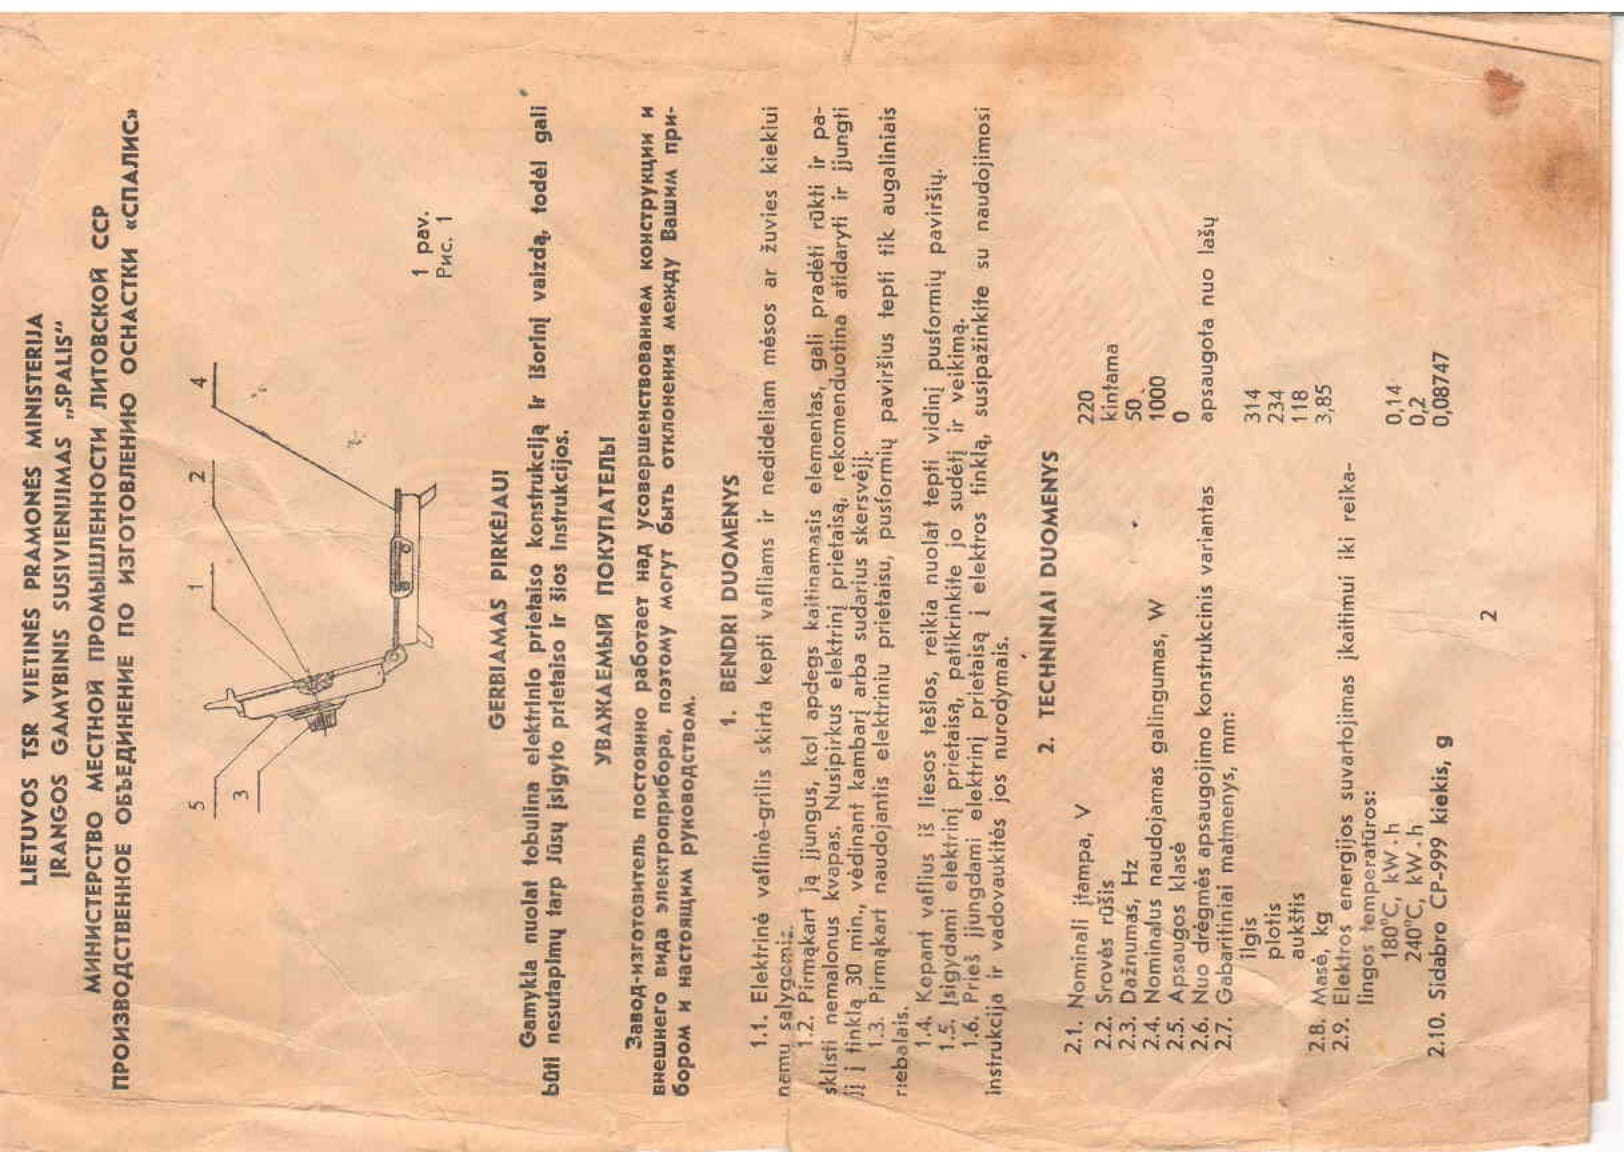 LIETUVOS TSR VIETINĖS PRAMONĖS MINISTERIJA
ĮRANGOS GAMYBINIS SUSIVIENIJIMAS „SPALIS"
МИНИСТЕРСТВО МЕСТНОЙ ПРОМЫШЛЕННОСТИ ЛИТОВСКОЙ ССР
ПРОИЗВОДСТВЕННОЕ ОБЪЕДИНЕНИЕ ПО ИЗГОТОВЛЕНИЮ ОСНАСТКИ «СПАЛИС»
5 3 1 2 4
1 pav.
Рис. 1
GERBIAMAS PIRKĖJAU!
Gamykla nuolat tobulina elektrinio prietaiso konstrukciją ir išorinį vaizdą, todėl gali
būti nesutapimų tarp Jūsų įsigyto prietaiso ir šios instrukcijos.
УВАЖАЕМЫЙ ПОКУПАТЕЛЬ!
Завод-изготовитель постоянно работает над усовершенствованием конструкции и
внешнего вида электроприбора, поэтому могут быть отклонения между Вашим при-
бором и настоящим руководством.
1. BENDRI DUOMENYS
1.1. Elektrinė vaflinė-grilis skirta kepti vafliams ir nedideliam mėsos ar žuvies kiekiui
namų sąlygomis.
1.2. Pirmąkart ją įjungus, kol apdegs kaitinamasis elementas, gali pradėti rūkti ir pa-
sklisti nemalonus kvapas. Nusipirkus elektrinį prietaisą, rekomenduotina atidaryti ir įjungti
jį į tinklą 30 min., vėdinant kambarį arba sudarius skersvėjį.
1.3. Pirmąkart naudojantis elektriniu prietaisu, pusformių paviršius tepti tik augaliniais
riebalais.
1.4. Kepant vaflius iš liesos tešlos, reikia nuolat tepti vidinį pusformių paviršių.
1.5. Įsigydami elektrinį prietaisą, patikrinkite jo sudėtį ir veikimą.
1.6. Prieš įjungdami elektrinį prietaisą į elektros tinklą, susipažinkite su naudojimosi
instrukcija ir vadovaukitės jos nurodymais.
2. TECHNINIAI DUOMENYS
2.1. Nominali įtampa, V 220
2.2. Srovės rūšis kintama
2.3. Dažnumas, Hz 50
2.4. Nominalus naudojamas galingumas, W 1000
2.5. Apsaugos klasė 0
2.6. Nuo drėgmės apsaugojimo konstrukcinis variantas apsaugota nuo lašų
2.7. Gabaritiniai matmenys, mm:
ilgis 314
plotis 234
aukštis 118
2.8. Masė, kg 3,85
2.9. Elektros energijos suvartojimas įkaitimui iki reika-
lingos temperatūros:
180°C, kW.h 0,14
240°C, kW.h 0,2
2.10. Sidabro CP-999 kiekis, g 0,08747
2